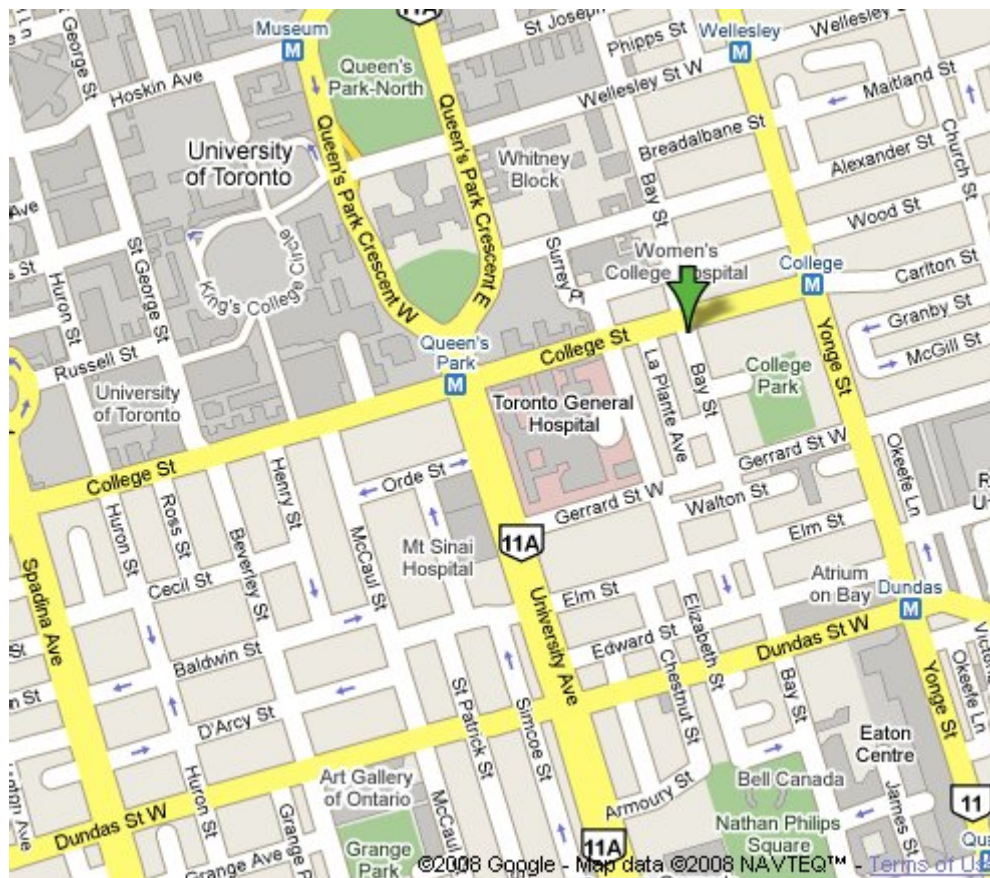 St George St
Museum
M
11A
St Joseph
Phipps St
Wellesley
M
Wellesley
Queen's
Park-North
Hoskin Ave
Wellesley St W
Maitland St
Breadalbane St
University
of Toronto
Queen's Park Crescent W
Queen's Park Crescent E
Whitney
Block
Bay St
Alexander St
Church St
Ave
St George St
Wood St
s St
Huron St
King's College Circle
Surrey Pl
Women's
College Hospital
College
M
Carlton St
Granby St
McGill St
Russell St
Queen's
Park
M
College St
La Plante Ave
Bay St
College
Park
Yonge St
University
of Toronto
Toronto General
Hospital
Gerrard St W
College St
Henry St
Orde St
Gerrard St W
Walton St
Okeefe Ln
Huron St
Ross St
Beverley St
McCaul St
11A
Elm St
Mt Sinai
Hospital
Spadina Ave
Cecil St
Elm St
Atrium
on Bay
Dundas
M
University Ave
Elizabeth St
Edward St
Dundas St W
Baldwin St
St Patrick St
Simcoe St
Chestnut St
Bay St
Yonge St
Okeefe Ln
D'Arcy St
Eaton
Centre
Huron St
Art Gallery
of Ontario
Bell Canada
Armoury St
11
Dundas St W
Grange
McCaul
Nathan Philips
Square
James St
Grange Ave
Grange
Park
11A
©2008 Google - Map data ©2008 NAVTEQ™ - Terms of Us